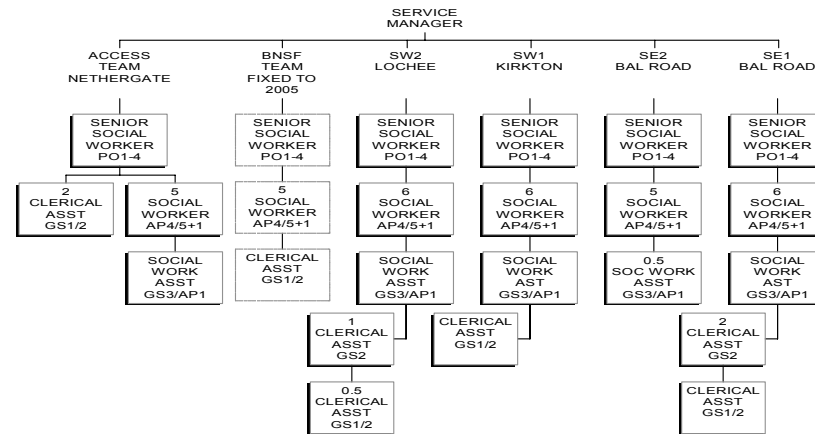 SERVICE
MANAGER
ACCESS
TEAM
NETHERGATE
BNSF
TEAM
FIXED TO
2005
SW2
LOCHEE
SW1
KIRKTON
SE2
BAL ROAD
SE1
BAL ROAD
SENIOR
SOCIAL
WORKER
PO1-4
SENIOR
SOCIAL
WORKER
PO1-4
SENIOR
SOCIAL
WORKER
PO1-4
SENIOR
SOCIAL
WORKER
PO1-4
SENIOR
SOCIAL
WORKER
PO1-4
SENIOR
SOCIAL
WORKER
PO1-4
2
CLERICAL
ASST
GS1/2
5
SOCIAL
WORKER
AP4/5+1
5
SOCIAL
WORKER
AP4/5+1
6
SOCIAL
WORKER
AP4/5+1
6
SOCIAL
WORKER
AP4/5+1
5
SOCIAL
WORKER
AP4/5+1
6
SOCIAL
WORKER
AP4/5+1
SOCIAL
WORK
ASST
GS3/AP1
CLERICAL
ASST
GS1/2
SOCIAL
WORK
ASST
GS3/AP1
SOCIAL
WORK
AST
GS3/AP1
0.5
SOC WORK
ASST
GS3/AP1
SOCIAL
WORK
AST
GS3/AP1
1
CLERICAL
ASST
GS2
CLERICAL
ASST
GS1/2
2
CLERICAL
ASST
GS2
0.5
CLERICAL
ASST
GS1/2
CLERICAL
ASST
GS1/2